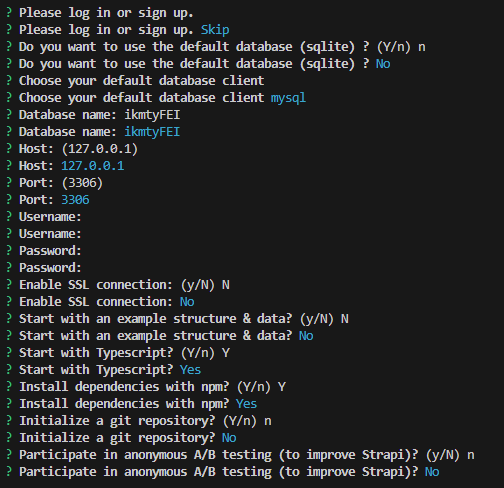 ? Please log in or sign up.
? Please log in or sign up. Skip
? Do you want to use the default database (sqlite) ? (Y/n) n
? Do you want to use the default database (sqlite) ? No
? Choose your default database client
? Choose your default database client mysql
? Database name: ikmtyFEI
? Database name: ikmtyFEI
? Host: (127.0.0.1)
? Host: 127.0.0.1
? Port: (3306)
? Port: 3306
? Username:
? Username:
? Password:
? Password:
? Enable SSL connection: (y/N) N
? Enable SSL connection: No
? Start with an example structure & data? (y/N) N
? Start with an example structure & data? No
? Start with Typescript? (Y/n) Y
? Start with Typescript? Yes
? Install dependencies with npm? (Y/n) Y
? Install dependencies with npm? Yes
? Initialize a git repository? (Y/n) n
? Initialize a git repository? No
? Participate in anonymous A/B testing (to improve Strapi)? (y/N) n
? Participate in anonymous A/B testing (to improve Strapi)? No